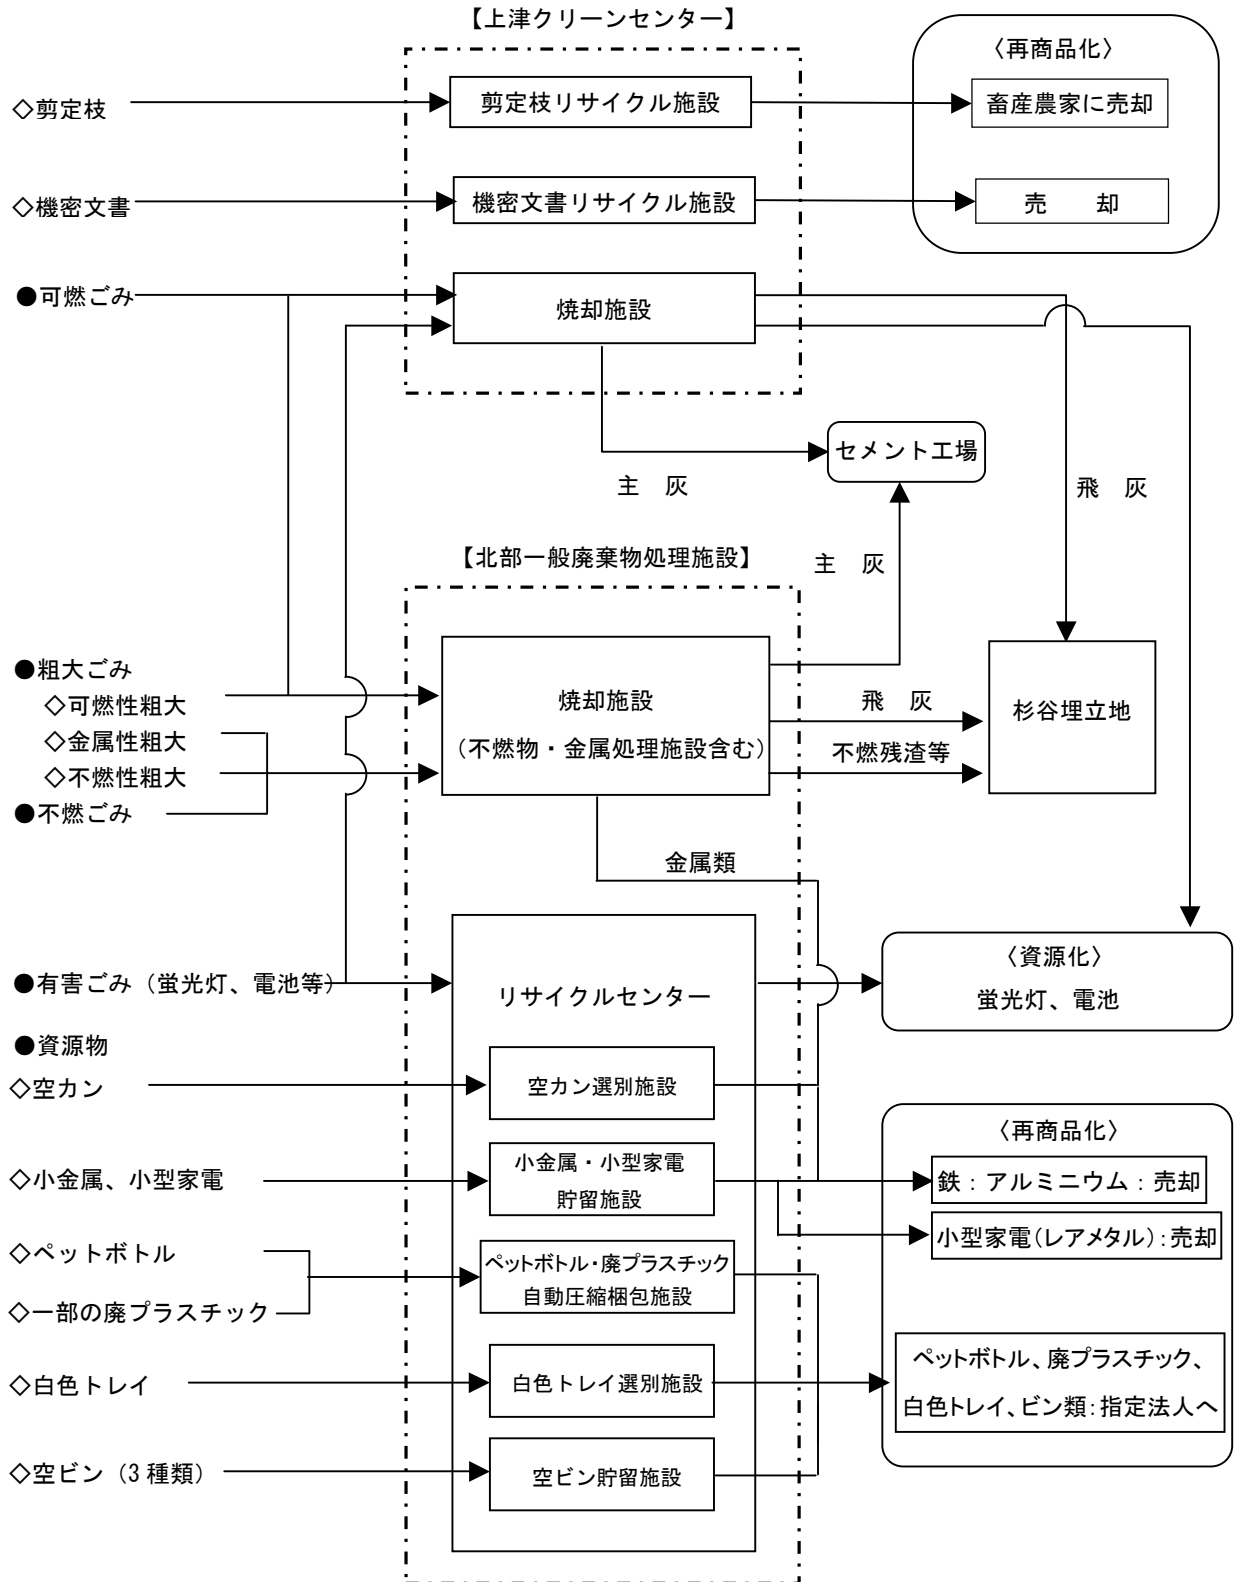 【上津クリーンセンター】
〈再商品化〉
◇剪定枝
剪定枝リサイクル施設
畜産農家に売却
◇機密文書
機密文書リサイクル施設
売　　却
●可燃ごみ
焼却施設
セメント工場
主　灰
飛　灰
【北部一般廃棄物処理施設】
主　灰
●粗大ごみ
◇可燃性粗大
◇金属性粗大
◇不燃性粗大
●不燃ごみ
焼却施設
（不燃物・金属処理施設含む）
飛　灰
不燃残渣等
杉谷埋立地
金属類
●有害ごみ（蛍光灯、電池等）
リサイクルセンター
〈資源化〉
蛍光灯、電池
●資源物
◇空カン
空カン選別施設
〈再商品化〉
◇小金属、小型家電
小金属・小型家電
貯留施設
鉄：アルミニウム：売却
小型家電（レアメタル）：売却
◇ペットボトル
◇一部の廃プラスチック
ペットボトル・廃プラスチック
自動圧縮梱包施設
◇白色トレイ
白色トレイ選別施設
ペットボトル、廃プラスチック、
白色トレイ、ビン類：指定法人へ
◇空ビン（3種類）
空ビン貯留施設